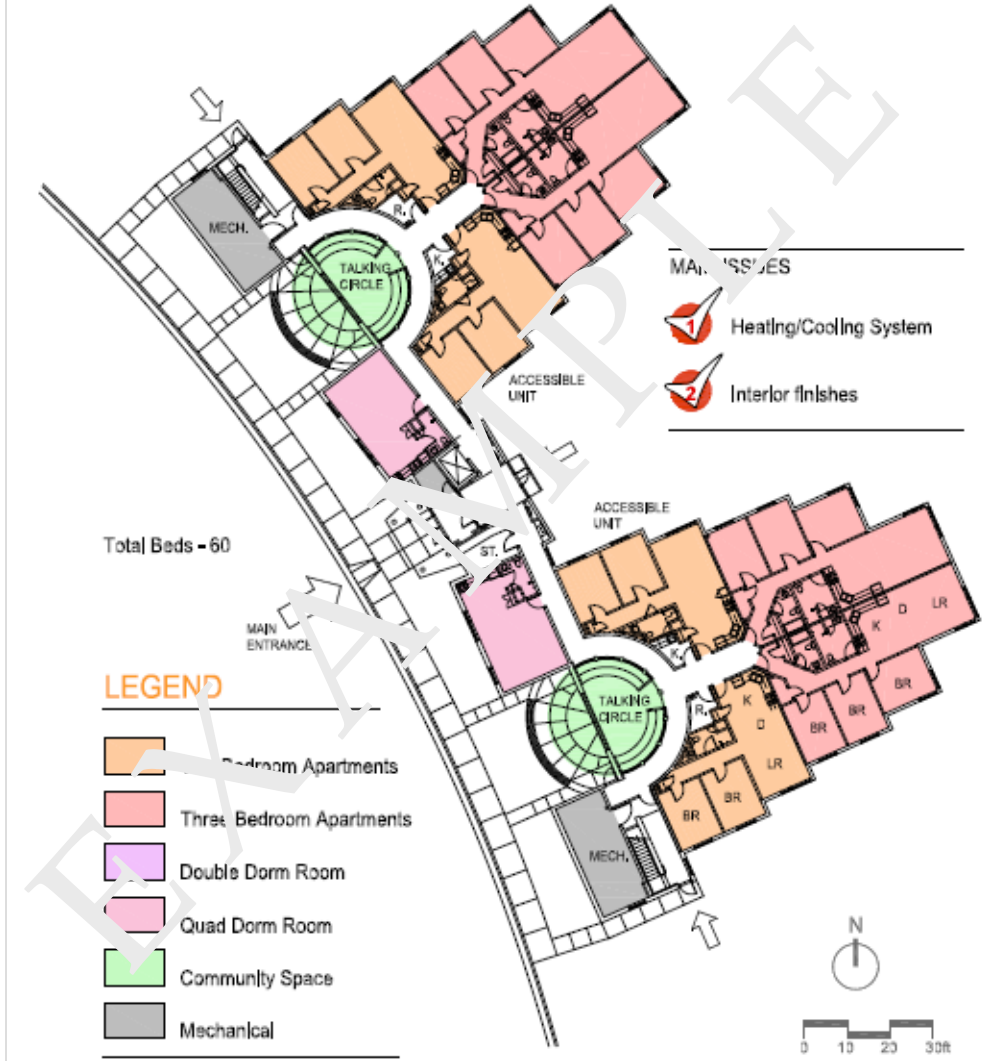 MECH.
R.
TALKING
CIRCLE
K.
ACCESSIBLE
UNIT
MAIN ISSUES
1 Heating/Cooling System
2 Interior finishes
ACCESSIBLE
UNIT
Total Beds - 60
ST.
MAIN
ENTRANCE
K.
TALKING
CIRCLE
R.
K
D
LR
BR
BR
BR
K
D
LR
BR
BR
MECH.
LEGEND
Bedroom Apartments
Three Bedroom Apartments
Double Dorm Room
Quad Dorm Room
Community Space
Mechanical
N
0 10 20 30ft
EXAMPLE